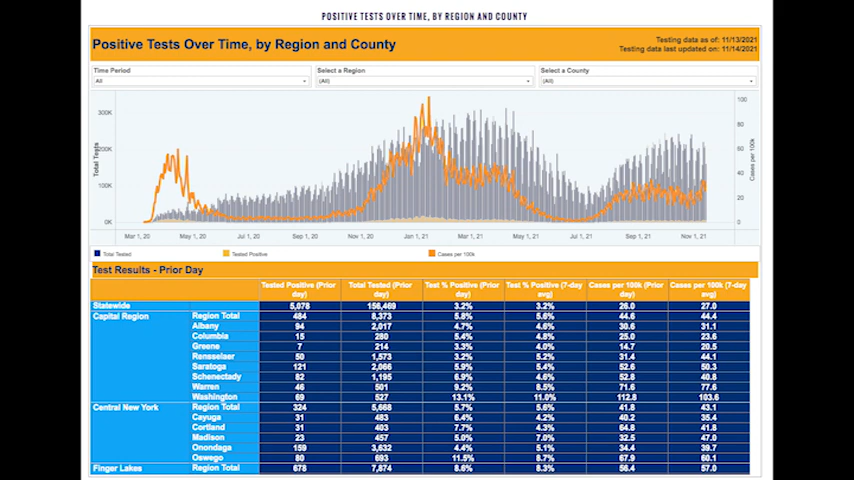 POSITIVE TESTS OVER TIME, BY REGION AND COUNTY
Positive Tests Over Time, by Region and County
Testing data as of: 11/13/2021
Testing data last updated on: 11/14/2021
Time Period Select a Region Select a County
All (All) (All)
Total Tests
300K
200K
100K
0K
100
80
60
40
20
0
Cases per 100k
Mar 1, 20 May 1, 20 Jul 1, 20 Sep 1, 20 Nov 1, 20 Jan 1, 21 Mar 1, 21 May 1, 21 Jul 1, 21 Sep 1, 21 Nov 1, 21
Total Tested Tested Positive Cases per 100k
Test Results - Prior Day
Tested Positive (Prior day) Total Tested (Prior day) Test % Positive (Prior day) Test % Positive (7-day avg) Cases per 100k (Prior day) Cases per 100k (7-day avg)
Statewide 5,078 156,469 3.2% 3.2% 26.0 27.0
Capital Region Region Total 484 8,373 5.8% 5.6% 44.6 44.4
Albany 94 2,017 4.7% 4.6% 30.6 31.1
Columbia 15 280 5.4% 4.8% 25.0 23.6
Greene 7 214 3.3% 4.0% 14.7 20.5
Rensselaer 50 1,573 3.2% 5.2% 31.4 44.1
Saratoga 121 2,066 5.9% 5.4% 52.6 50.3
Schenectady 82 1,195 6.9% 4.6% 52.8 40.8
Warren 46 501 9.2% 8.5% 71.6 77.6
Washington 69 527 13.1% 11.0% 112.8 103.6
Central New York Region Total 324 5,668 5.7% 5.6% 41.8 43.1
Cayuga 31 483 6.4% 4.2% 40.2 35.4
Cortland 31 403 7.7% 4.3% 64.8 41.8
Madison 23 457 5.0% 7.0% 32.5 47.0
Onondaga 159 3,632 4.4% 5.1% 34.4 39.7
Oswego 80 693 11.5% 8.7% 67.9 60.1
Finger Lakes Region Total 678 7,874 8.6% 8.3% 56.4 57.0